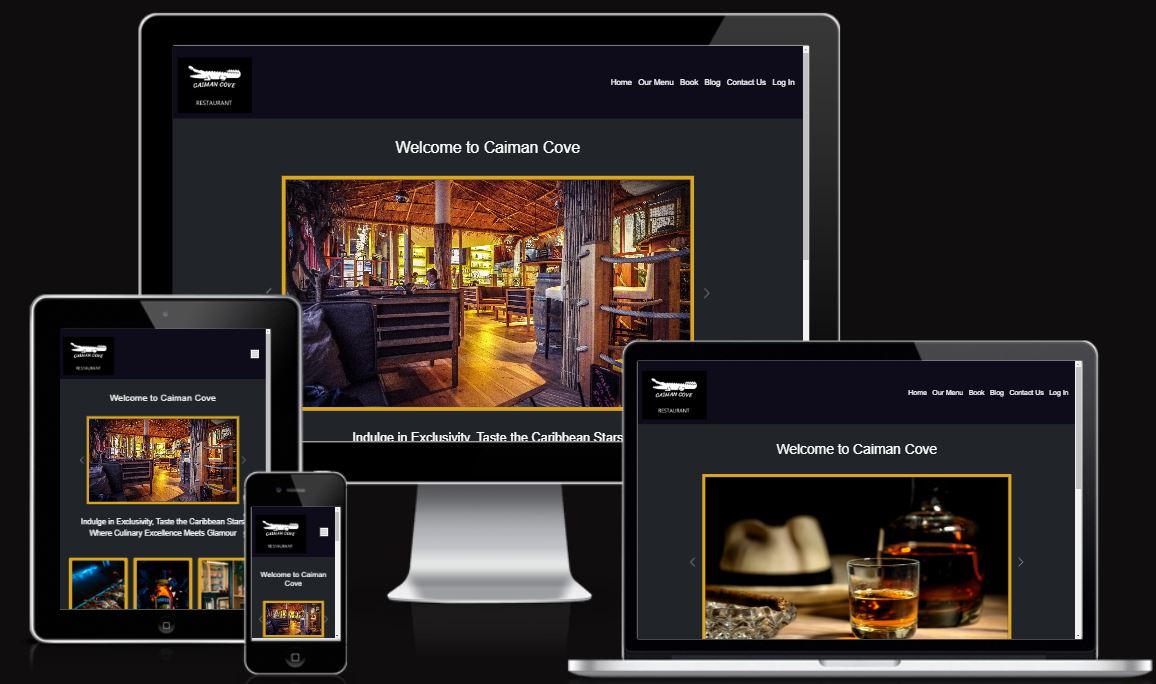 CAIMAN COVE
RESTAURANT
Home Our Menu Book Blog Contact Us Log In
Welcome to Caiman Cove
Indulge in Exclusivity, Taste the Caribbean Stars
CAIMAN COVE
RESTAURANT
Welcome to Caiman Cove
Indulge in Exclusivity, Taste the Caribbean Stars
Where Culinary Excellence Meets Glamour
CAIMAN COVE
RESTAURANT
Welcome to Caiman
Cove
CAIMAN COVE
RESTAURANT
Home Our Menu Book Blog Contact Us Log In
Welcome to Caiman Cove